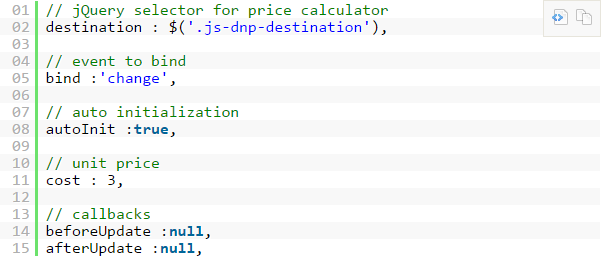 01 // jQuery selector for price calculator
02 destination : $('.js-dnp-destination'),
03
04 // event to bind
05 bind :'change',
06
07 // auto initialization
08 autoInit :true,
09
10 // unit price
11 cost : 3,
12
13 // callbacks
14 beforeUpdate :null,
15 afterUpdate :null,